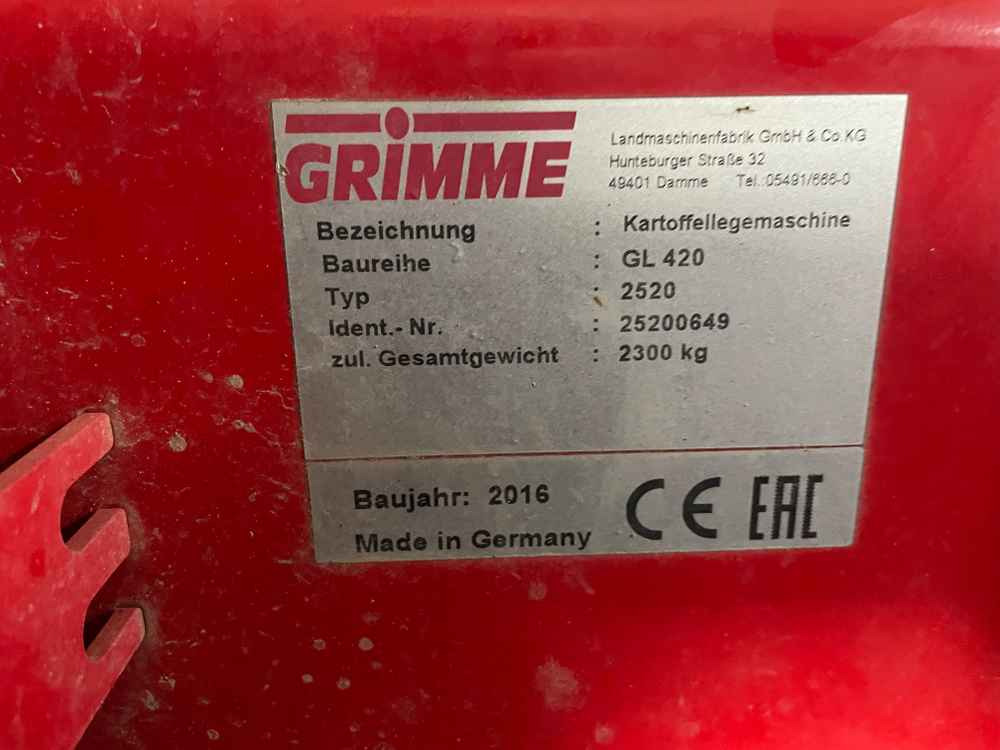 GRIMME
Landmaschinenfabrik GmbH & Co.KG
Hunteburger Straße 32
49401 Damme Tel.:05491/666-0
Bezeichnung : Kartoffellegemaschine
Baureihe : GL 420
Typ : 2520
Ident.- Nr. : 25200649
zul. Gesamtgewicht : 2300 kg
Baujahr: 2016
Made in Germany
CE EAC